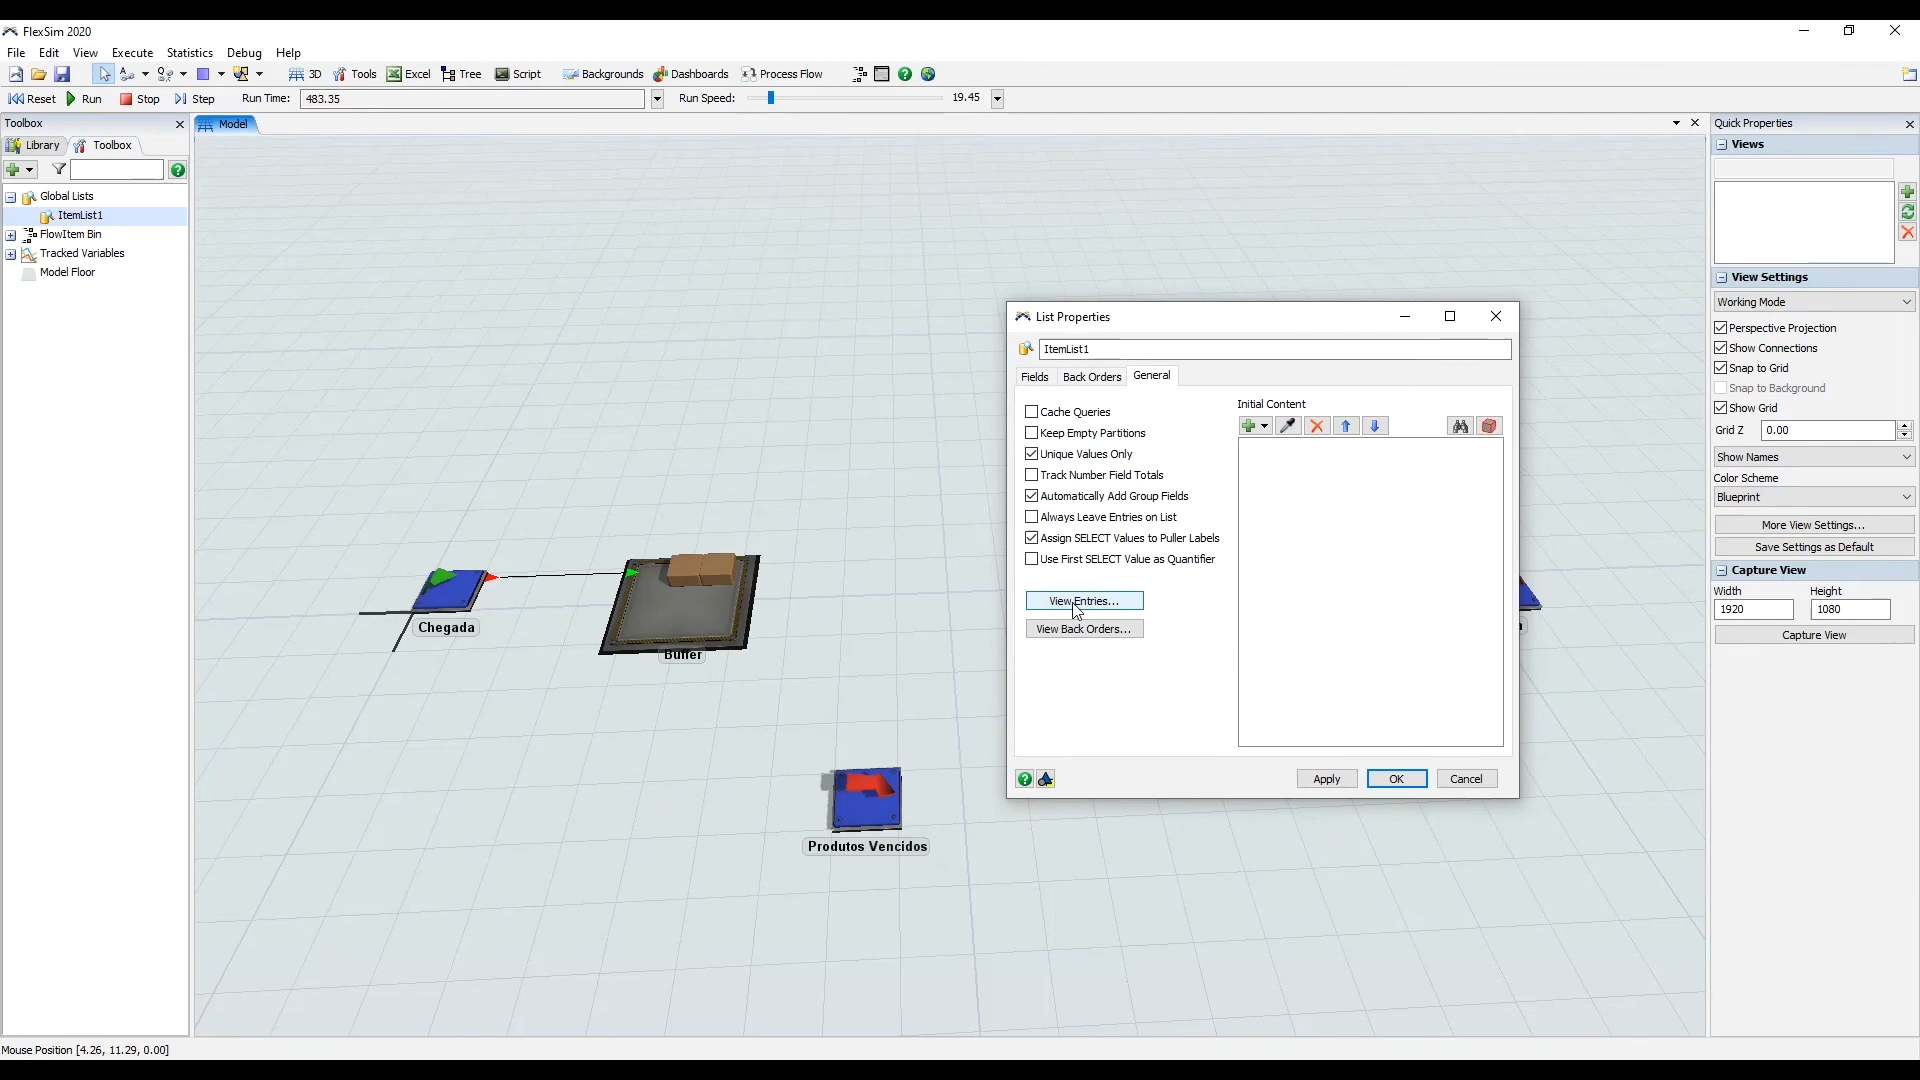 FlexSim 2020
File Edit View Execute Statistics Debug Help
3D Tools Excel Tree Script Backgrounds Dashboards Process Flow
Reset Run Stop Step Run Time: 483.35 Run Speed: 19.45
Toolbox
Model
Quick Properties
Library Toolbox
Views
Global Lists
ItemList1
FlowItem Bin
Tracked Variables
Model Floor
View Settings
Working Mode
Perspective Projection
Show Connections
Snap to Grid
Snap to Background
Show Grid
Grid Z 0.00
Show Names
Color Scheme
Blueprint
More View Settings...
Save Settings as Default
Capture View
Width Height
1920 1080
Capture View
List Properties
ItemList1
Fields Back Orders General
Cache Queries
Keep Empty Partitions
Unique Values Only
Track Number Field Totals
Automatically Add Group Fields
Always Leave Entries on List
Assign SELECT Values to Puller Labels
Use First SELECT Value as Quantifier
View Entries...
View Back Orders...
Initial Content
Apply OK Cancel
Chegada
Buffer
Produtos Vencidos
Mouse Position [4.26, 11.29, 0.00]